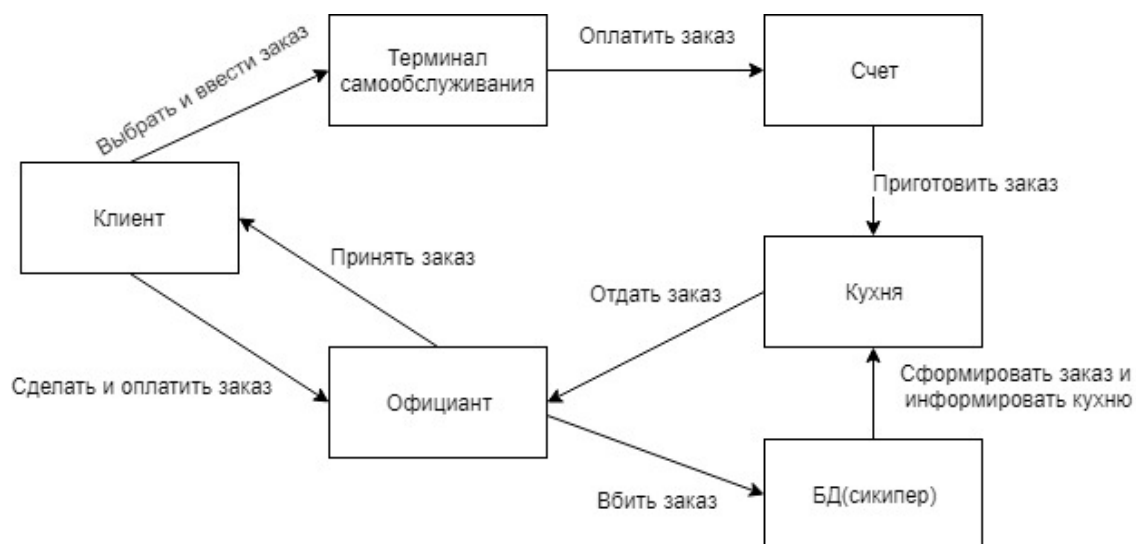 Выбрать и ввести заказ
Терминал
самообслуживания
Оплатить заказ
Счет
Приготовить заказ
Клиент
Принять заказ
Отдать заказ
Кухня
Сделать и оплатить заказ
Официант
Сформировать заказ и
информировать кухню
Вбить заказ
БД(сикипер)